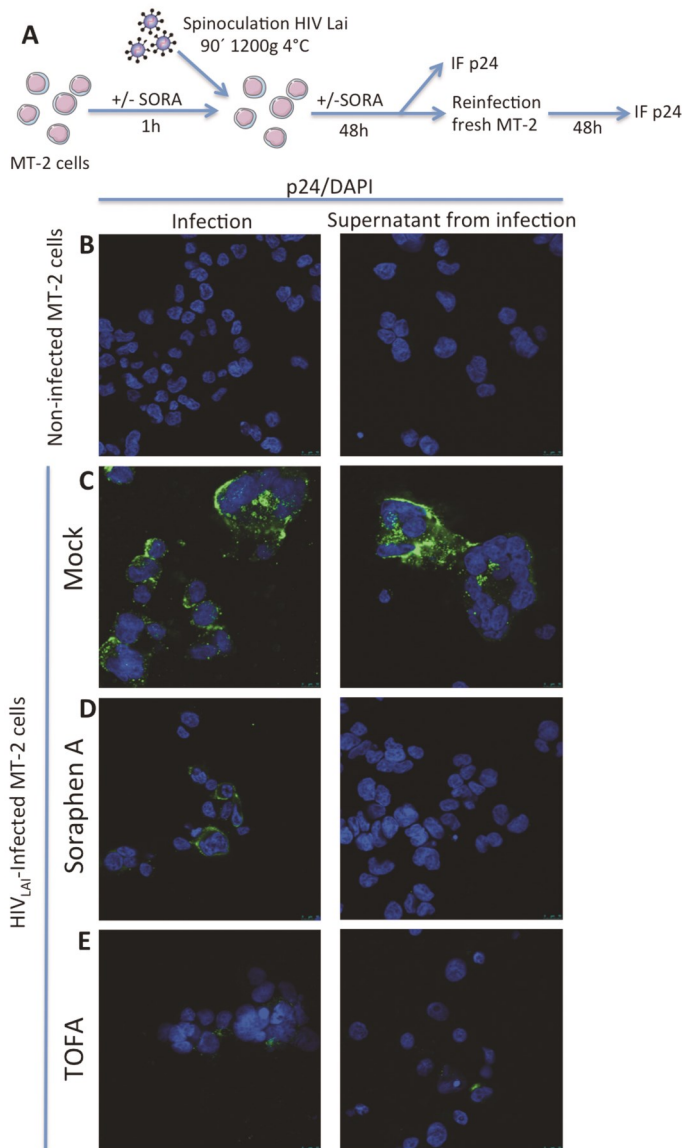 A
Spinoculation HIV Lai
90´ 1200g 4°C
+/- SORA
1h
MT-2 cells
+/-SORA
48h
IF p24
Reinfection
fresh MT-2
48h
IF p24
p24/DAPI
Infection
Supernatant from infection
B
Non-infected MT-2 cells
C
Mock
D
Soraphen A
E
TOFA
HIVLAI-Infected MT-2 cells